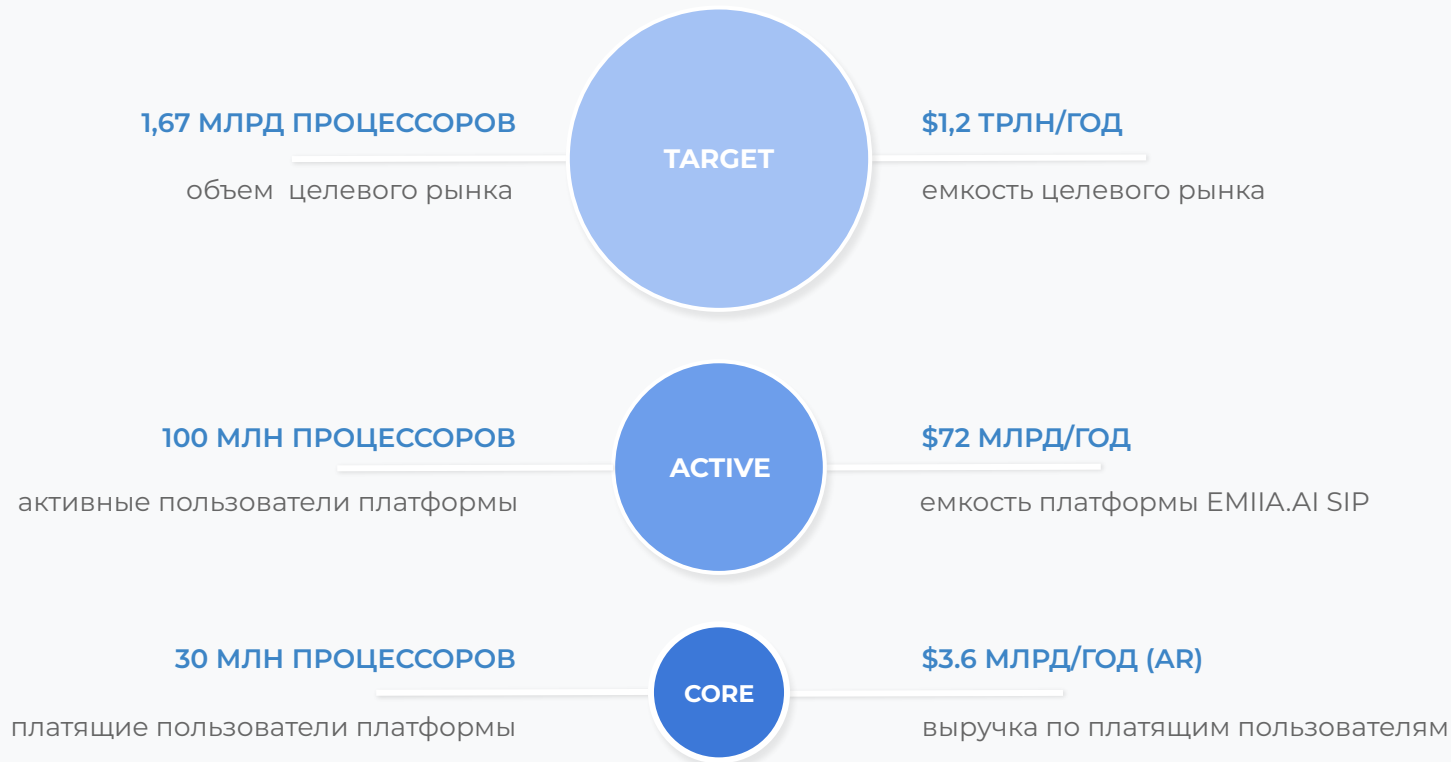 1,67 МЛРД ПРОЦЕССОРОВ
объем целевого рынка
TARGET
$1,2 ТРЛН/ГОД
емкость целевого рынка
100 МЛН ПРОЦЕССОРОВ
активные пользователи платформы
ACTIVE
$72 МЛРД/ГОД
емкость платформы EMIIA.AI SIP
30 МЛН ПРОЦЕССОРОВ
платящие пользователи платформы
CORE
$3.6 МЛРД/ГОД (AR)
выручка по платящим пользователям